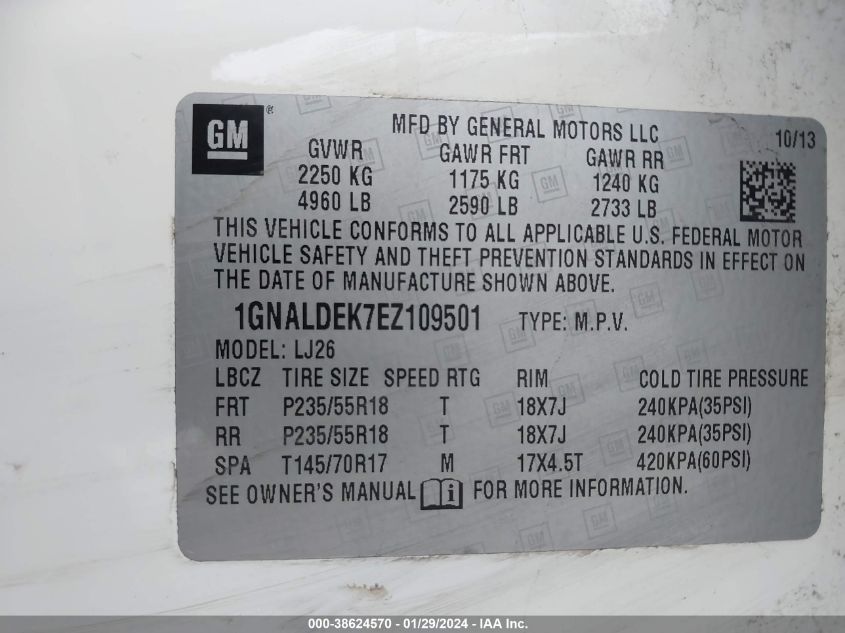 GM ®
MFD BY GENERAL MOTORS LLC 10/13
GVWR GAWR FRT GAWR RR
2250 KG 1175 KG 1240 KG
4960 LB 2590 LB 2733 LB
THIS VEHICLE CONFORMS TO ALL APPLICABLE U.S. FEDERAL MOTOR
VEHICLE SAFETY AND THEFT PREVENTION STANDARDS IN EFFECT ON
THE DATE OF MANUFACTURE SHOWN ABOVE.
1GNALDEK7EZ109501 TYPE: M.P.V.
MODEL: LJ26
LBCZ TIRE SIZE SPEED RTG RIM COLD TIRE PRESSURE
FRT P235/55R18 T 18X7J 240KPA(35PSI)
RR P235/55R18 T 18X7J 240KPA(35PSI)
SPA T145/70R17 M 17X4.5T 420KPA(60PSI)
SEE OWNER'S MANUAL i FOR MORE INFORMATION.
000-38624570 - 01/29/2024 - IAA Inc.